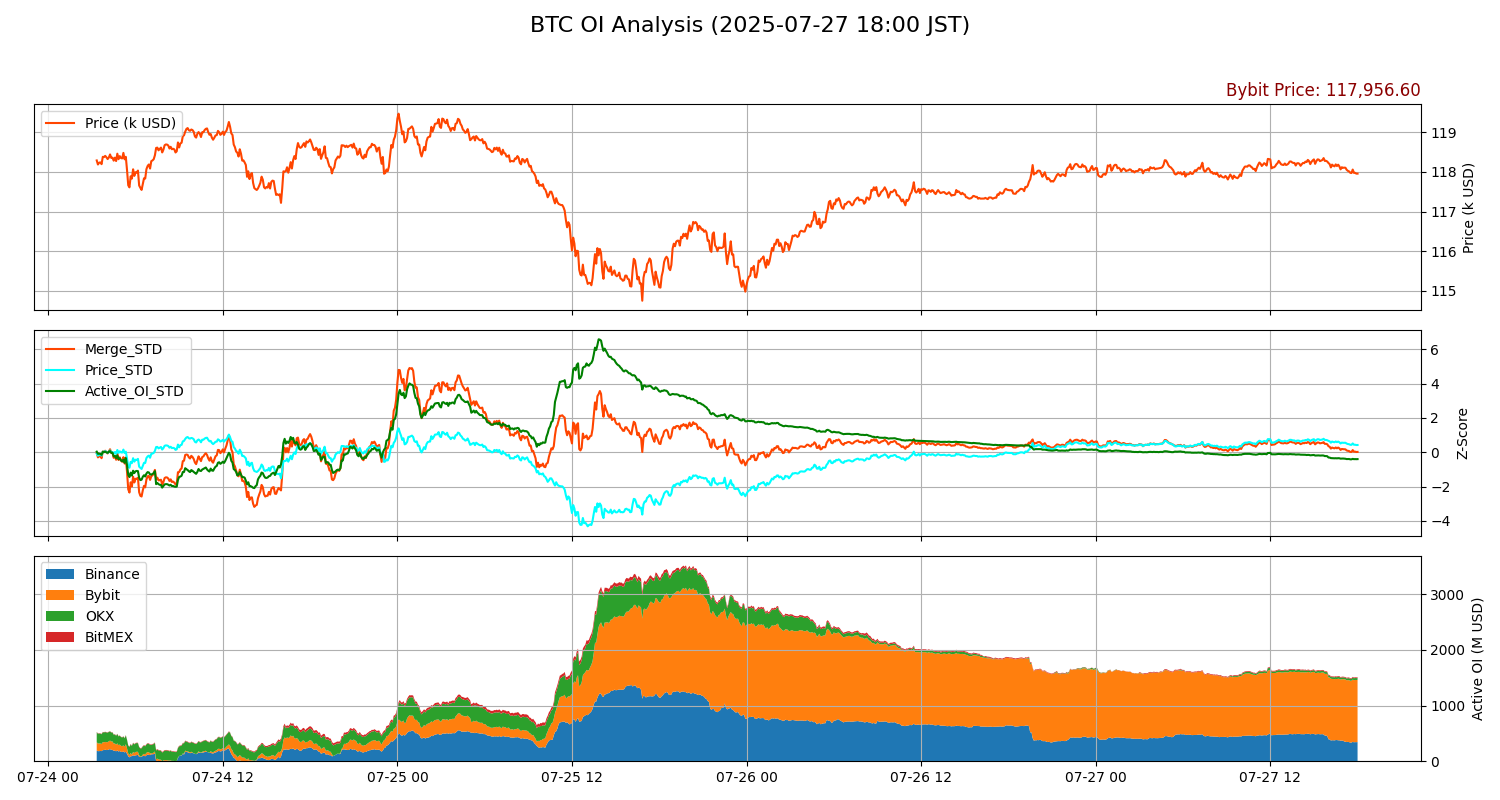 BTC OI Analysis (2025-07-27 18:00 JST)
Bybit Price: 117,956.60
Price (k USD)
119
118
117
116
115
Price (k USD)
Merge_STD
Price_STD
Active_OI_STD
6
4
2
0
−2
−4
Z-Score
Binance
Bybit
OKX
BitMEX
3000
2000
1000
0
Active OI (M USD)
07-24 00
07-24 12
07-25 00
07-25 12
07-26 00
07-26 12
07-27 00
07-27 12